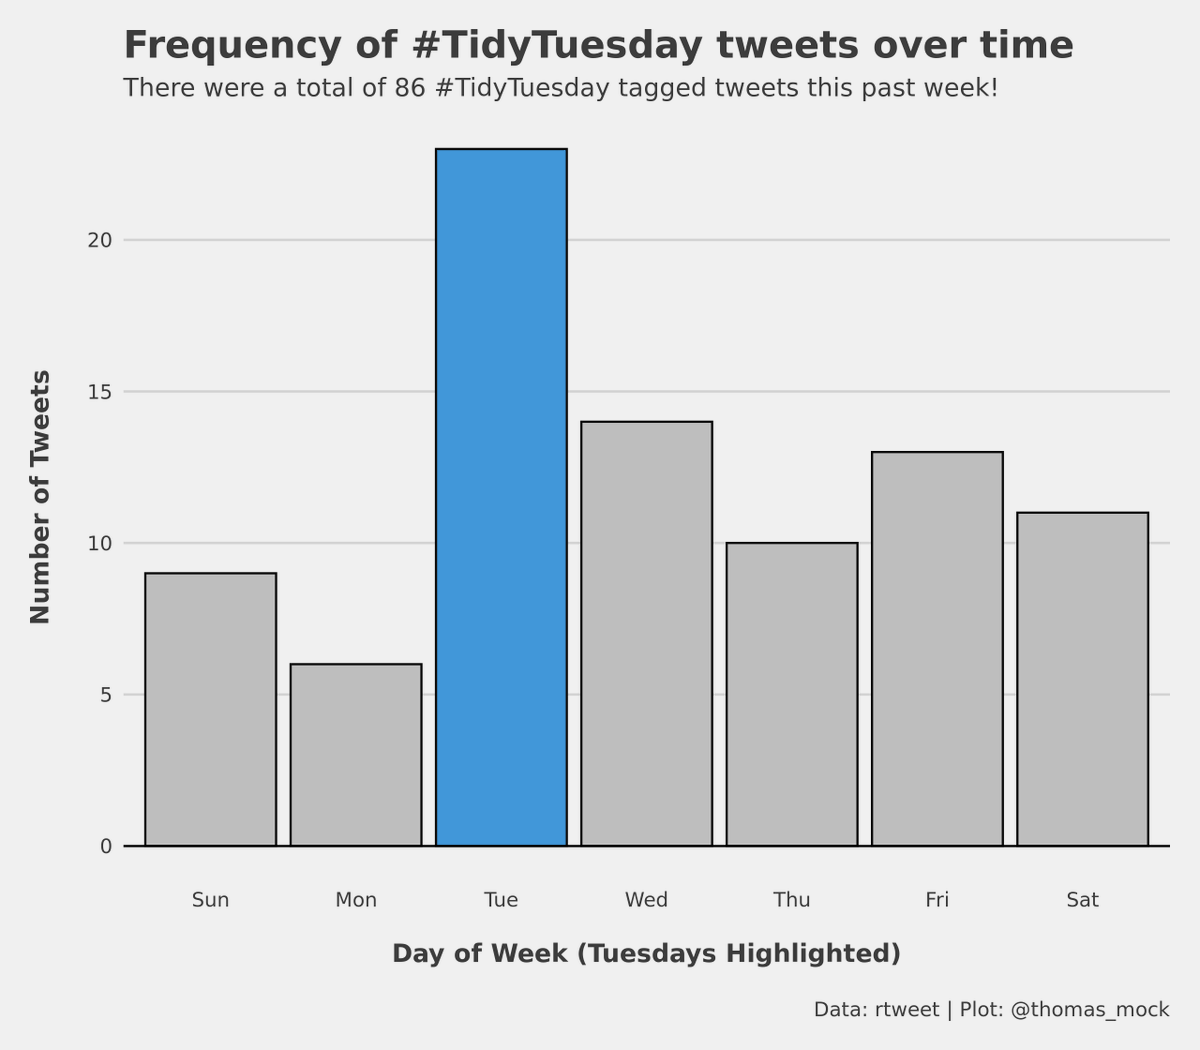 Frequency of #TidyTuesday tweets over time
There were a total of 86 #TidyTuesday tagged tweets this past week!
Number of Tweets
20
15
10
5
0
Sun Mon Tue Wed Thu Fri Sat
Day of Week (Tuesdays Highlighted)
Data: rtweet | Plot: @thomas_mock